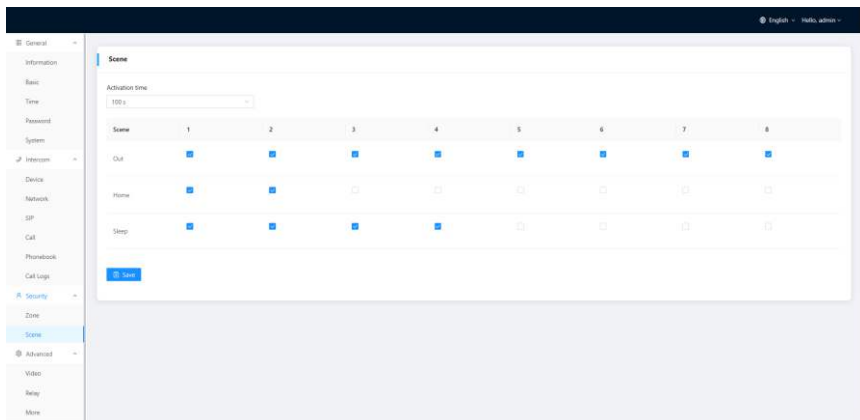 English Hello, admin
General
Information
Basic
Time
Password
System
Intercom
Device
Network
SIP
Call
Phonebook
Call Logs
Security
Zone
Scene
Advanced
Video
Relay
More
Scene
Activation time
100 s
Scene 1 2 3 4 5 6 7 8
Out
Home
Sleep
Save